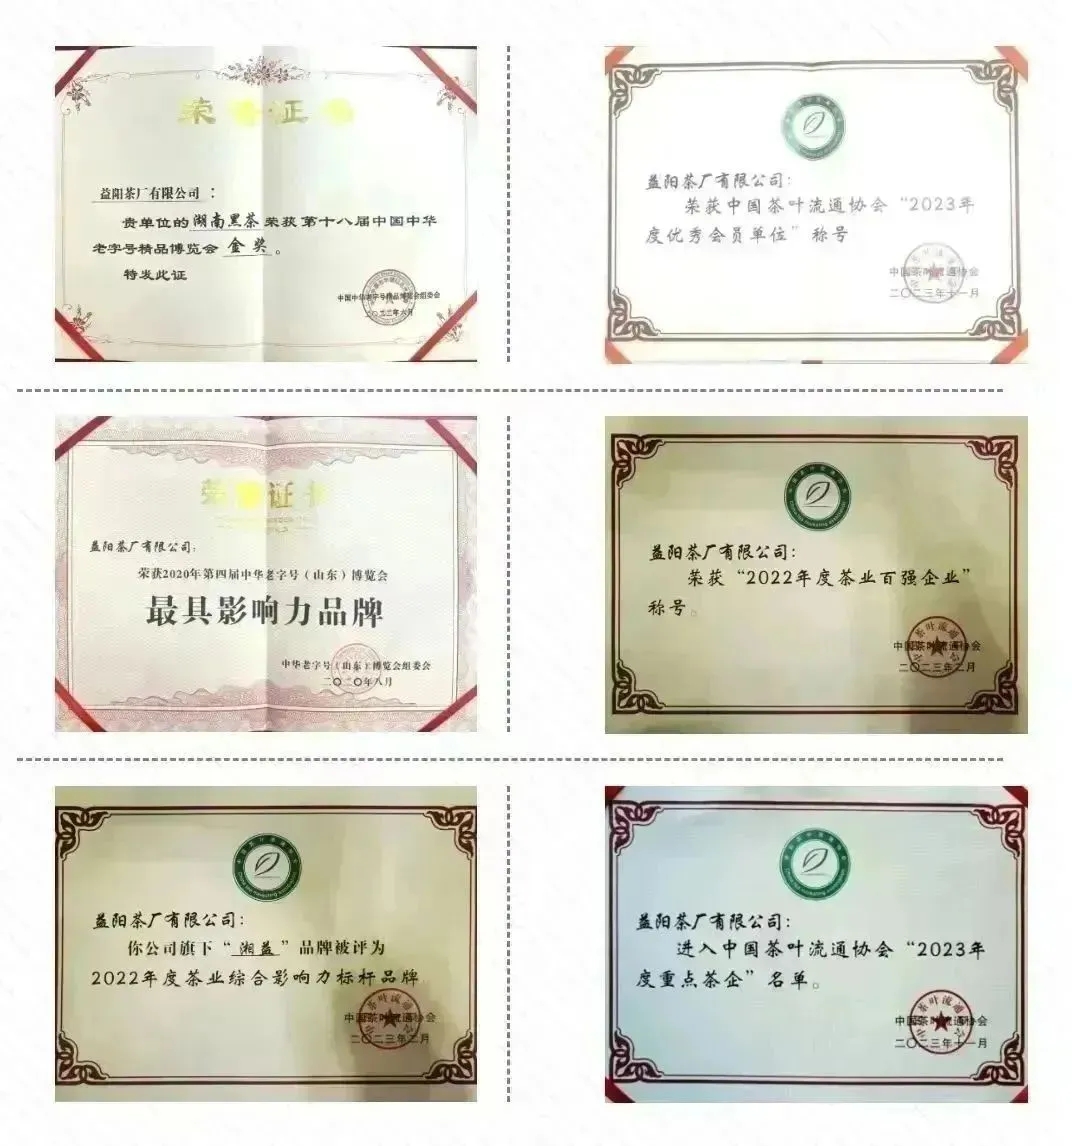 荣誉证书
益阳茶厂有限公司：
贵单位的湖南黑茶荣获第十八届中国中华
老字号精品博览会金奖。
特发此证
中国中华老字号精品博览会组委会
益阳茶厂有限公司：
荣获中国茶叶流通协会“2023年
度优秀会员单位”称号
中国茶叶流通协会
二〇二三年十一月
荣誉证书
益阳茶厂有限公司：
荣获2020年第四届中华老字号（山东）博览会
最具影响力品牌
中华老字号（山东）博览会组委会
二〇二〇年八月
益阳茶厂有限公司：
荣获“2022年度茶业百强企业”
称号。
中国茶叶流通协会
二〇二三年二月
益阳茶厂有限公司：
你公司旗下“湘益”品牌被评为
2022年度茶业综合影响力标杆品牌
中国茶叶流通协会
二〇二三年二月
益阳茶厂有限公司：
进入中国茶叶流通协会“2023年
度重点茶企”名单。
中国茶叶流通协会
二〇二三年十一月